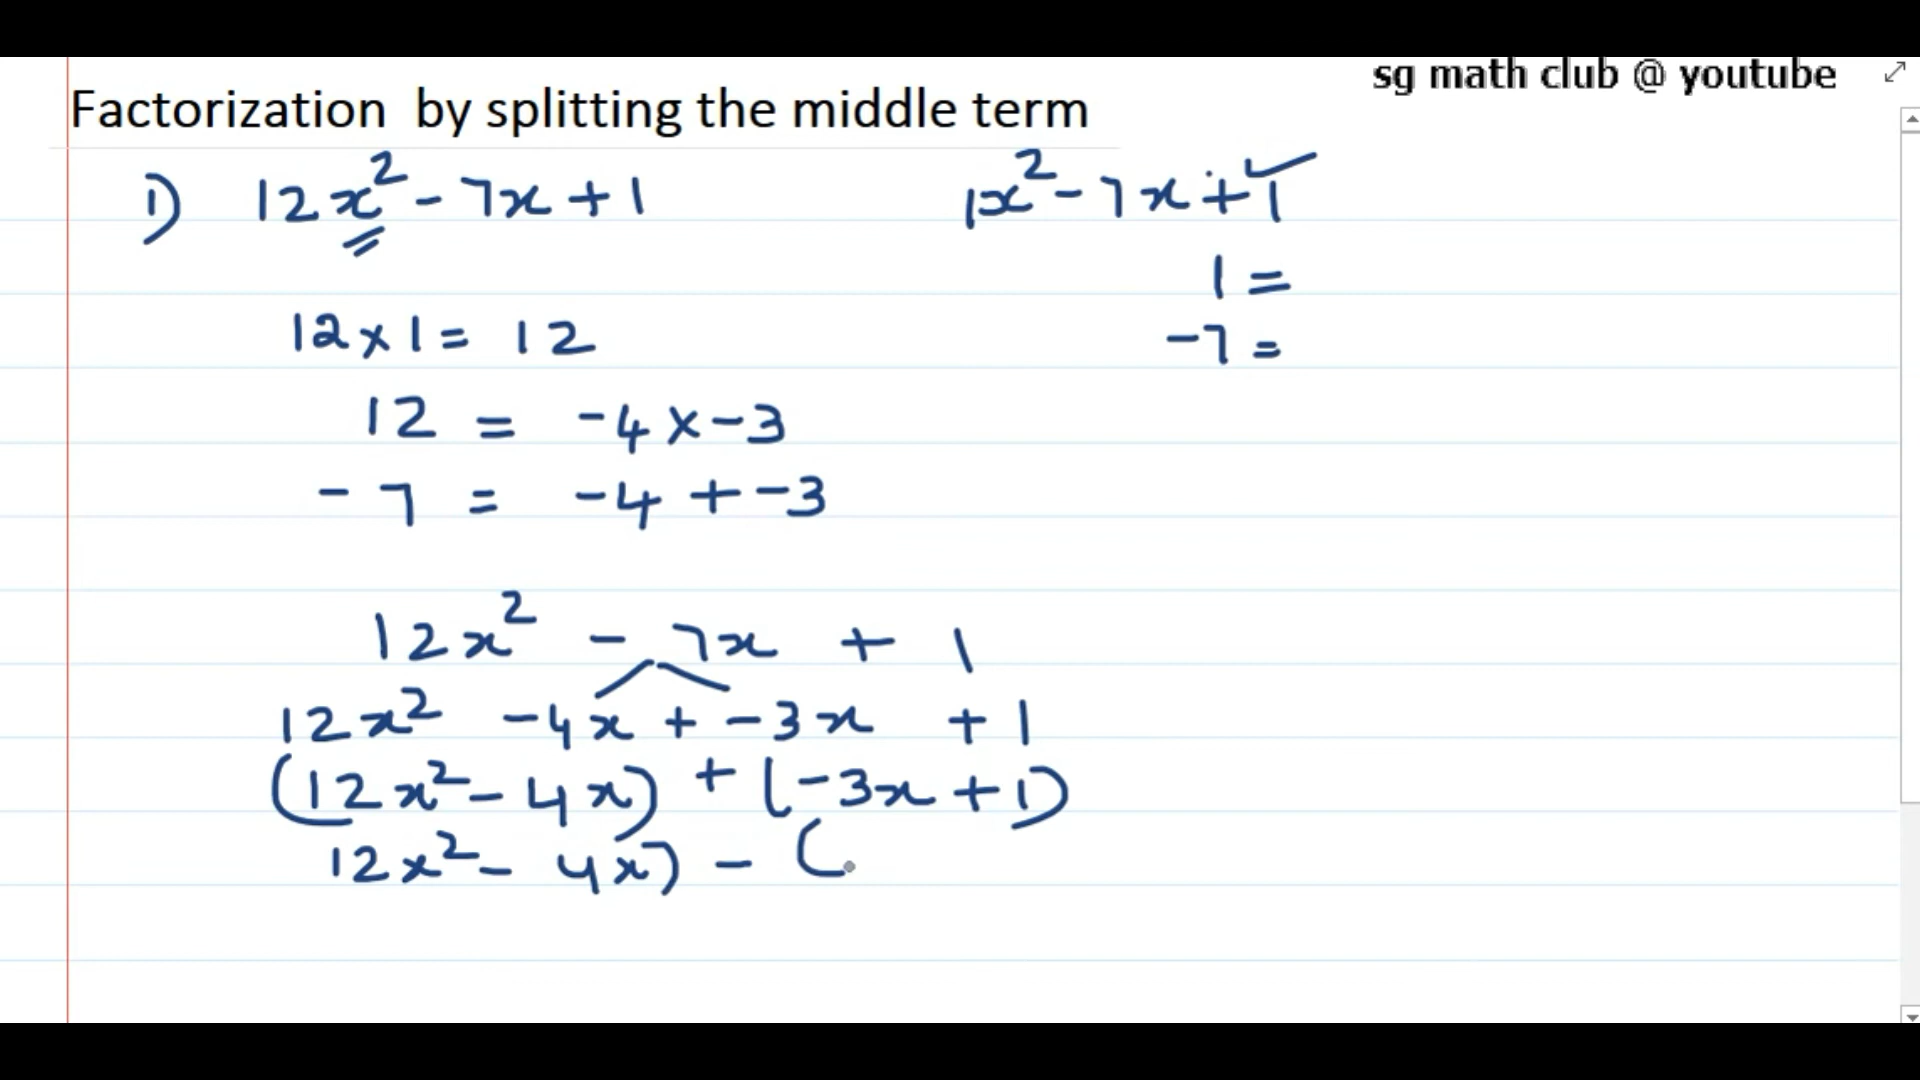 sg math club @ youtube
Factorization by splitting the middle term
1) 12x² - 7x + 1
1x² - 7x + 1
1 =
-7 =
12 × 1 = 12
12 = -4 × -3
-7 = -4 + -3
12x² - 7x + 1
12x² -4x + -3x + 1
(12x² - 4x) + (-3x + 1)
12x² - 4x) - (